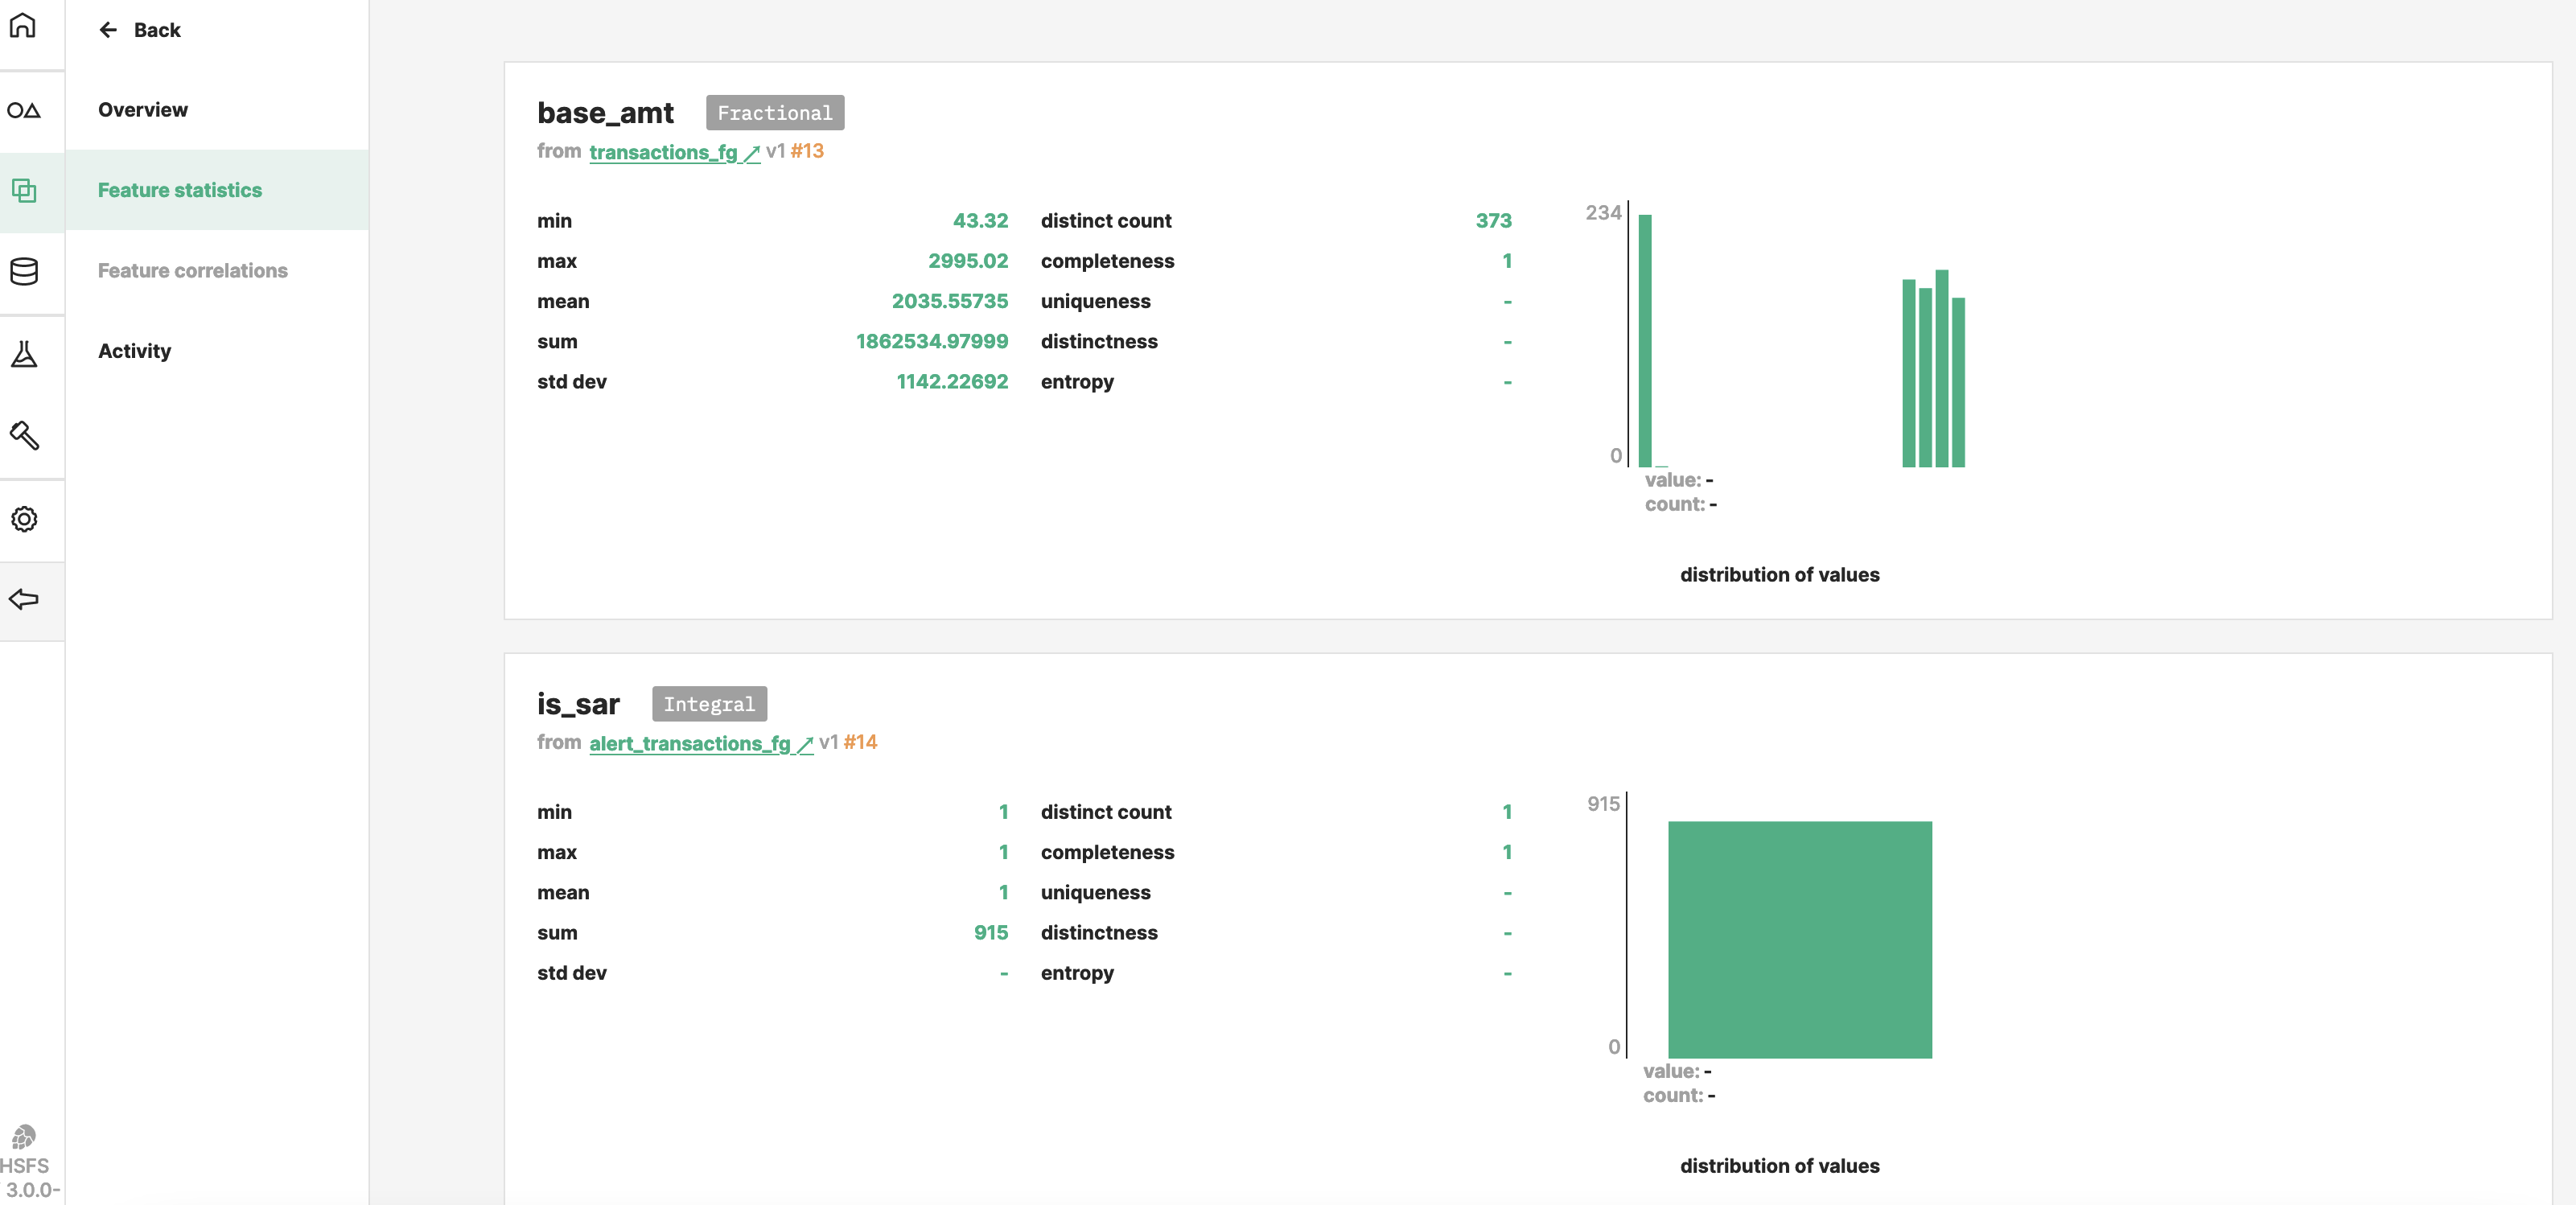 Back
Overview
Feature statistics
Feature correlations
Activity
HSFS
3.0.0-
base_amt Fractional
from transactions_fg v1 #13
min 43.32 distinct count 373
max 2995.02 completeness 1
mean 2035.55735 uniqueness -
sum 1862534.97999 distinctness -
std dev 1142.22692 entropy -
234
0
value: -
count: -
distribution of values
is_sar Integral
from alert_transactions_fg v1 #14
min 1 distinct count 1
max 1 completeness 1
mean 1 uniqueness -
sum 915 distinctness -
std dev - entropy -
915
0
value: -
count: -
distribution of values